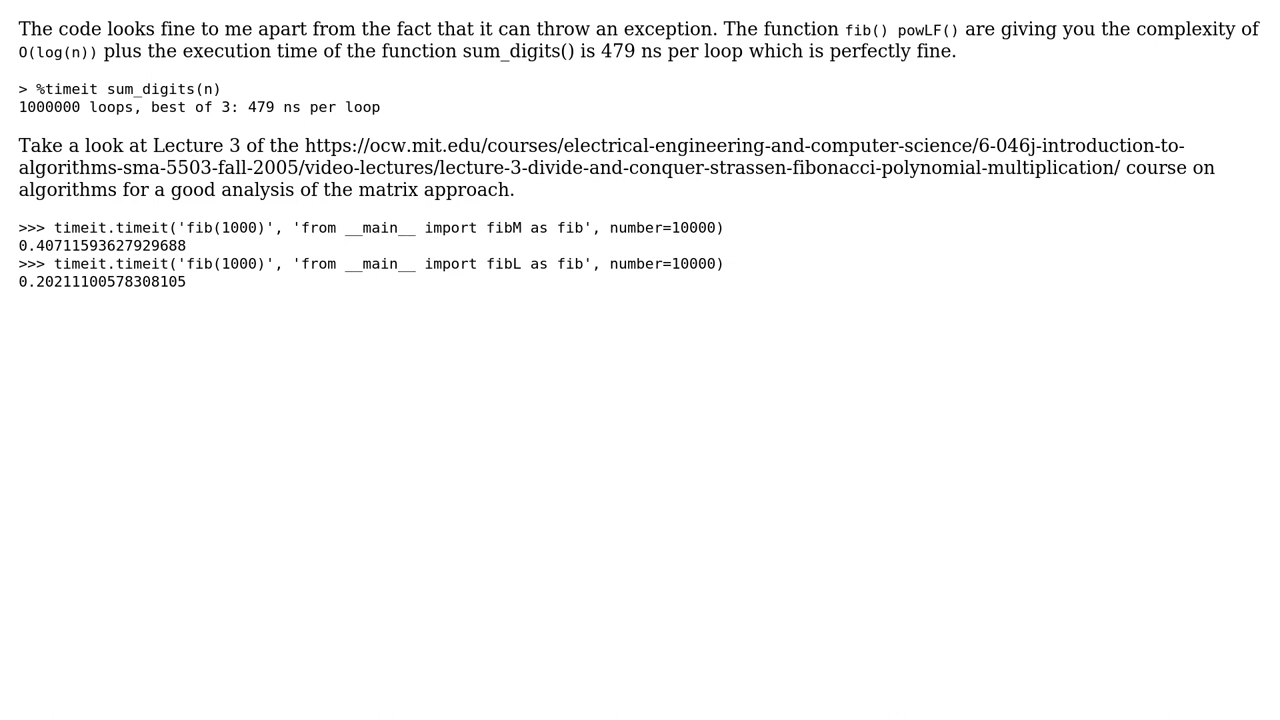 The code looks fine to me apart from the fact that it can throw an exception. The function fib() powLF() are giving you the complexity of
O(log(n)) plus the execution time of the function sum_digits() is 479 ns per loop which is perfectly fine.
> %timeit sum_digits(n)
1000000 loops, best of 3: 479 ns per loop
Take a look at Lecture 3 of the https://ocw.mit.edu/courses/electrical-engineering-and-computer-science/6-046j-introduction-to-
algorithms-sma-5503-fall-2005/video-lectures/lecture-3-divide-and-conquer-strassen-fibonacci-polynomial-multiplication/ course on
algorithms for a good analysis of the matrix approach.
>>> timeit.timeit('fib(1000)', 'from __main__ import fibM as fib', number=10000)
0.40711593627929688
>>> timeit.timeit('fib(1000)', 'from __main__ import fibL as fib', number=10000)
0.20211100578308105